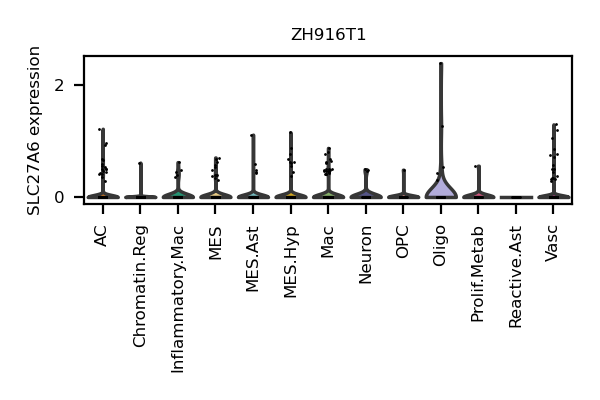 ZH916T1
SLC27A6 expression
2
0
AC
Chromatin.Reg
Inflammatory.Mac
MES
MES.Ast
MES.Hyp
Mac
Neuron
OPC
Oligo
Prolif.Metab
Reactive.Ast
Vasc